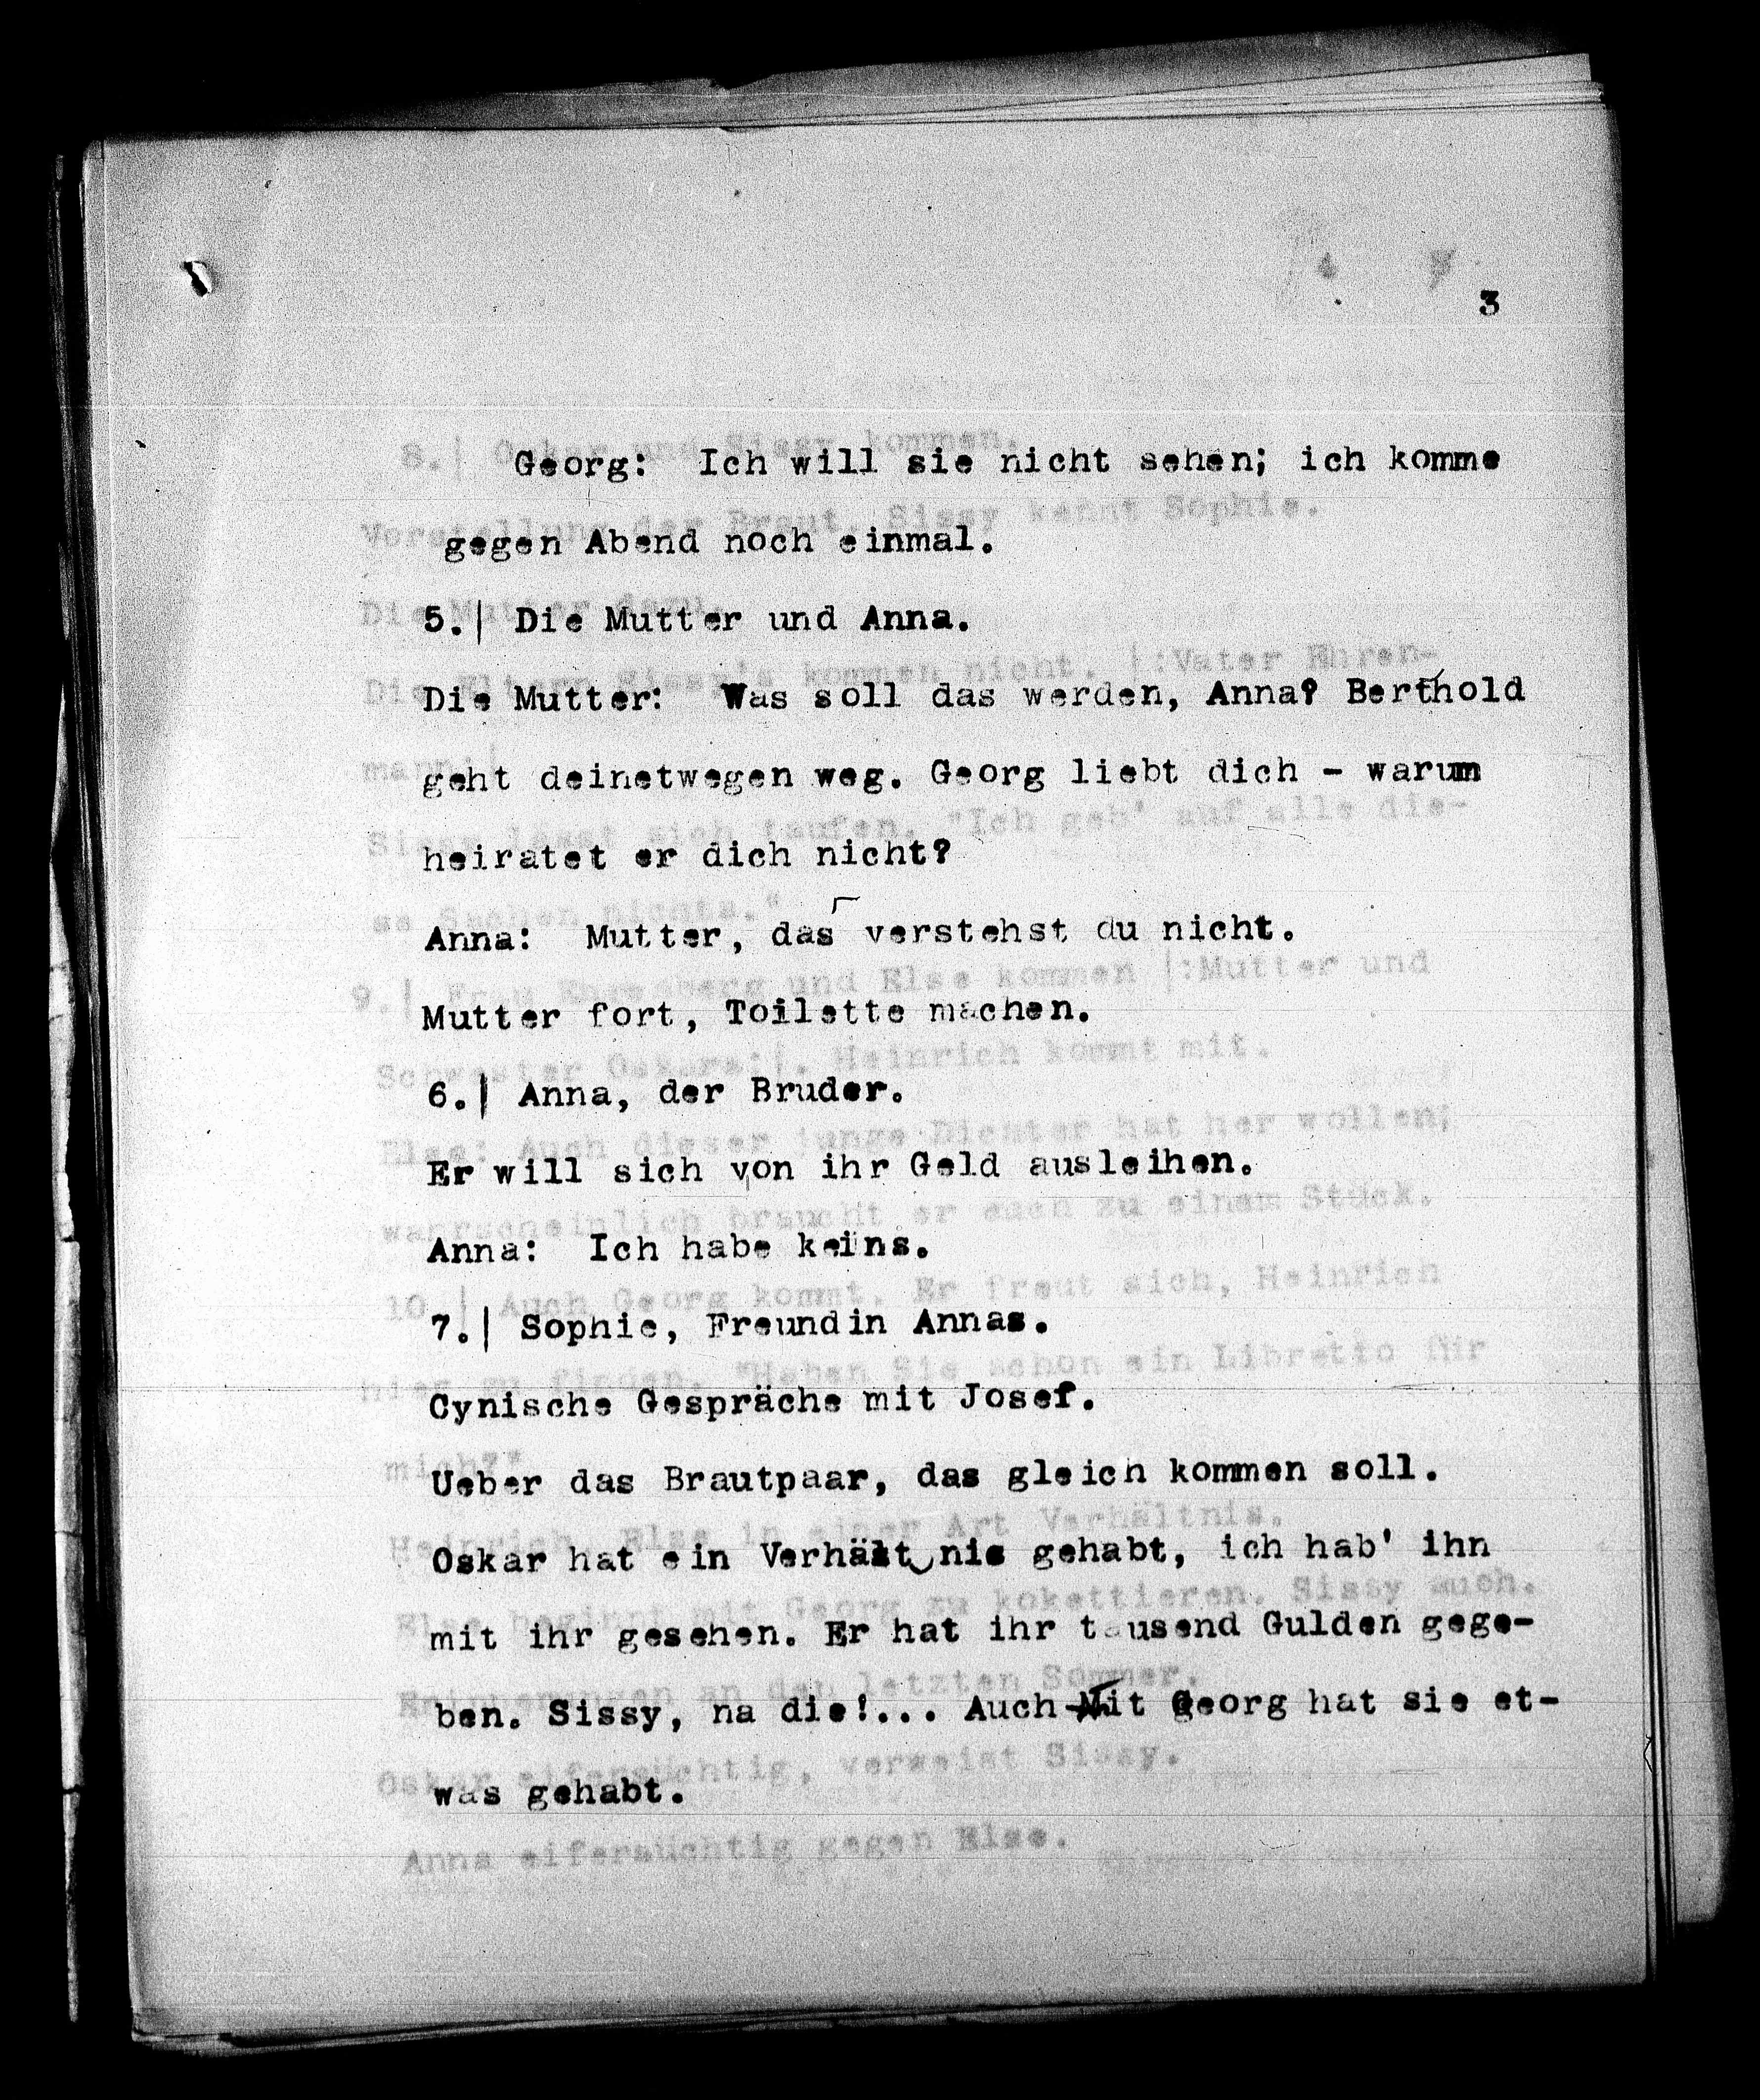 3
Georg: Ich will sie nicht sehen; ich komme
gegen Abend noch einmal.
5.| Die Mutter und Anna.
Die Mutter: Was soll das werden, Anna? Berthold
geht deinetwegen weg. Georg liebt dich - warum
heiratet er dich nicht?
Anna: Mutter, das verstehst du nicht.
Mutter fort, Toilette machen.
6.| Anna, der Bruder.
Er will sich von ihr Geld ausleihen.
Anna: Ich habe keins.
7.| Sophie, Freundin Annas.
Cynische Gespräche mit Josef.
Ueber das Brautpaar, das gleich kommen soll.
Oskar hat ein Verhältnis gehabt, ich hab' ihn
mit ihr gesehen. Er hat ihr tausend Gulden gege-
ben. Sissy, na die!... Auch Mit Georg hat sie et-
was gehabt.